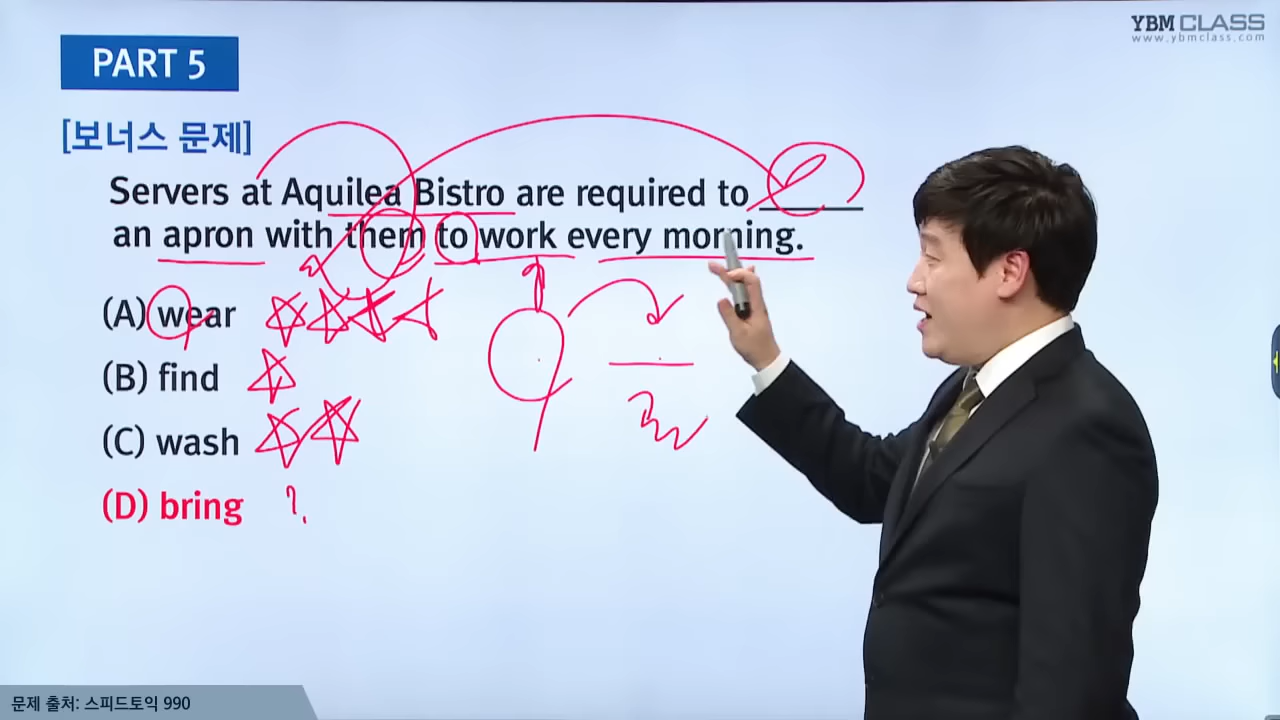 YBM CLASS
www.ybmclass.com
PART 5
[보너스 문제]
Servers at Aquilea Bistro are required to ______
an apron with them to work every morning.
(A) wear
(B) find
(C) wash
(D) bring ?
문제 출처: 스피드토익 990